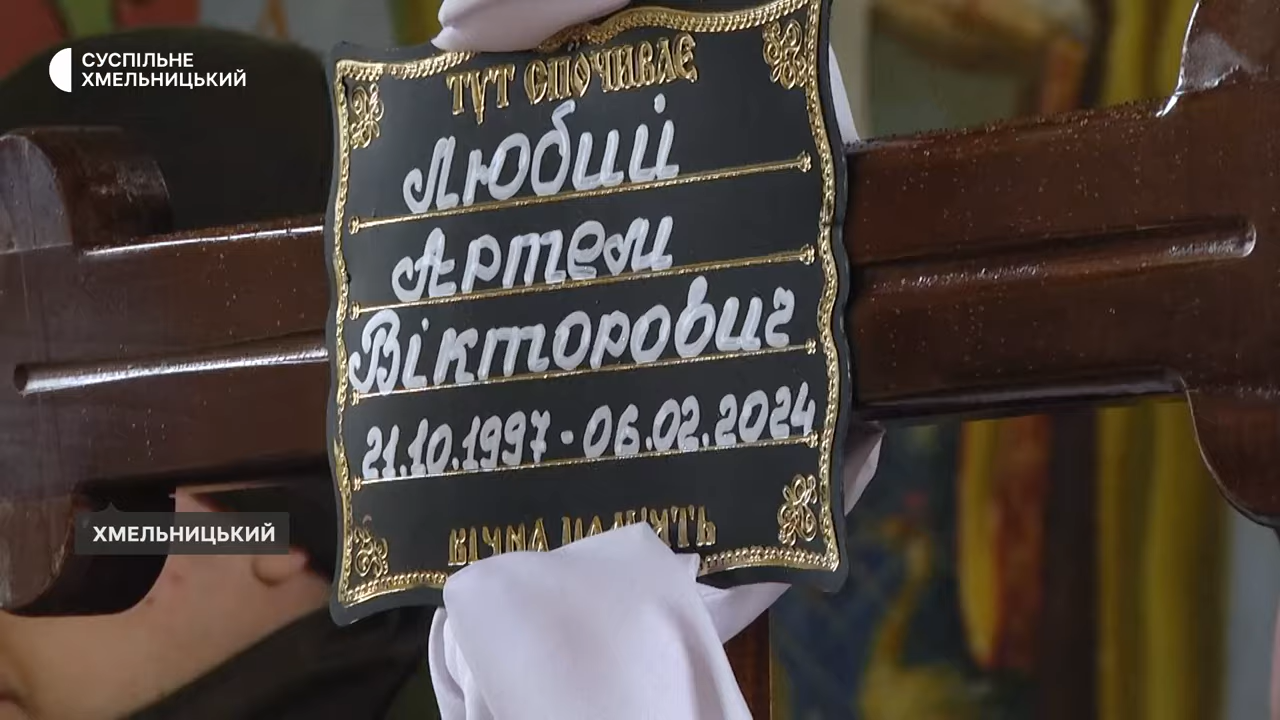 СУСПІЛЬНЕ
ХМЕЛЬНИЦЬКИЙ
ТУТ СПОЧИВАЄ
Любий
Артем
Вікторович
21.10.1997 - 06.02.2024
ВІЧНА ПАМ'ЯТЬ
ХМЕЛЬНИЦЬКИЙ